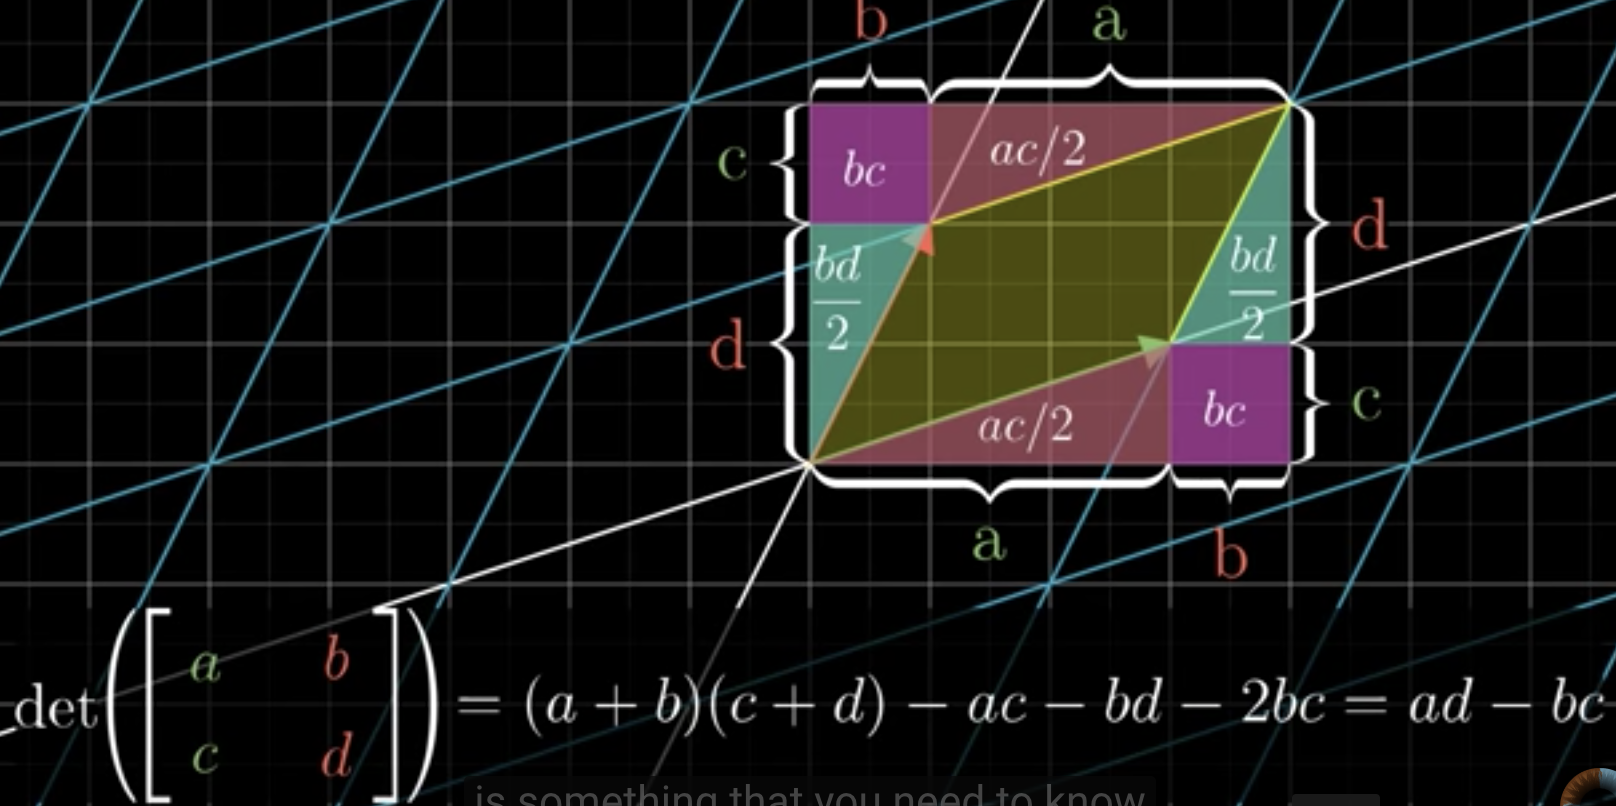 b a
c bc ac/2
bd/2 bd/2 d
d
ac/2 bc c
a b
det([a b
c d]) = (a + b)(c + d) − ac − bd − 2bc = ad − bc
is something that you need to know